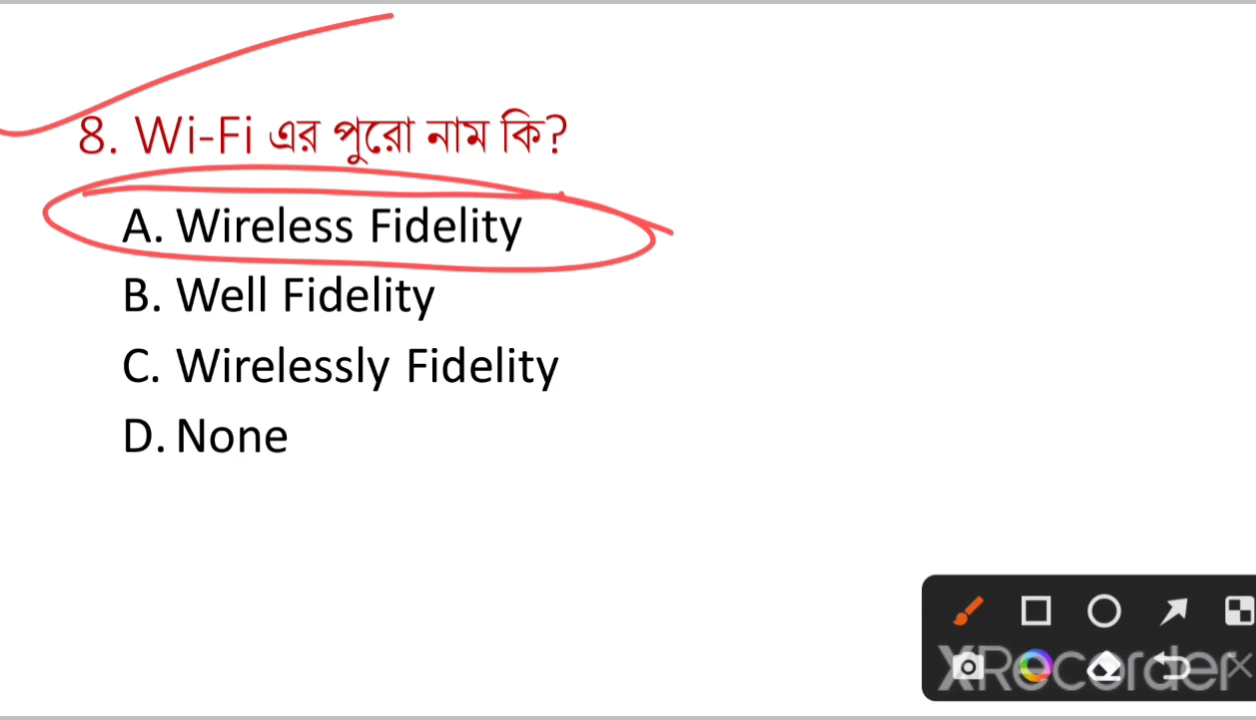 8. Wi-Fi এর পুরো নাম কি?
A. Wireless Fidelity
B. Well Fidelity
C. Wirelessly Fidelity
D. None
XRecorder